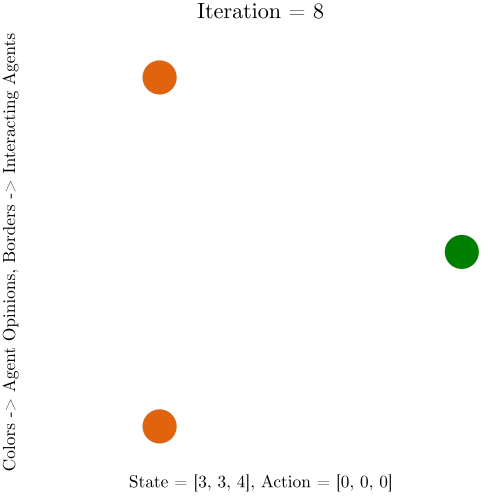 Iteration = 8
Colors -> Agent Opinions, Borders -> Interacting Agents
State = [3, 3, 4], Action = [0, 0, 0]